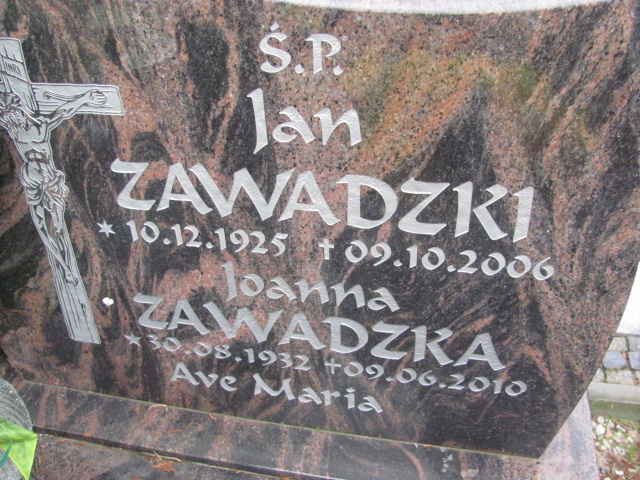 Ś.P.
Jan
ZAWADZKI
* 10.12.1925 † 09.10.2006
Joanna
ZAWADZKA
* 30.08.1932 † 09.06.2010
Ave Maria